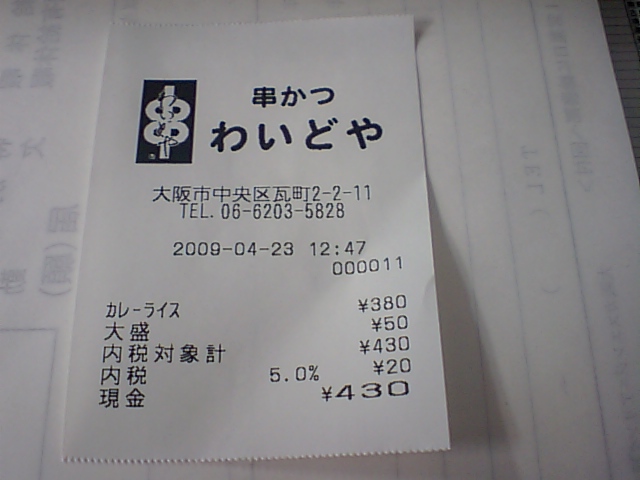 串かつ
わいどや
大阪市中央区瓦町2-2-11
TEL. 06-6203-5828
2009-04-23 12:47
000011
カレーライス ¥380
大盛 ¥50
内税対象計 ¥430
内税 5.0% ¥20
現金 ¥430